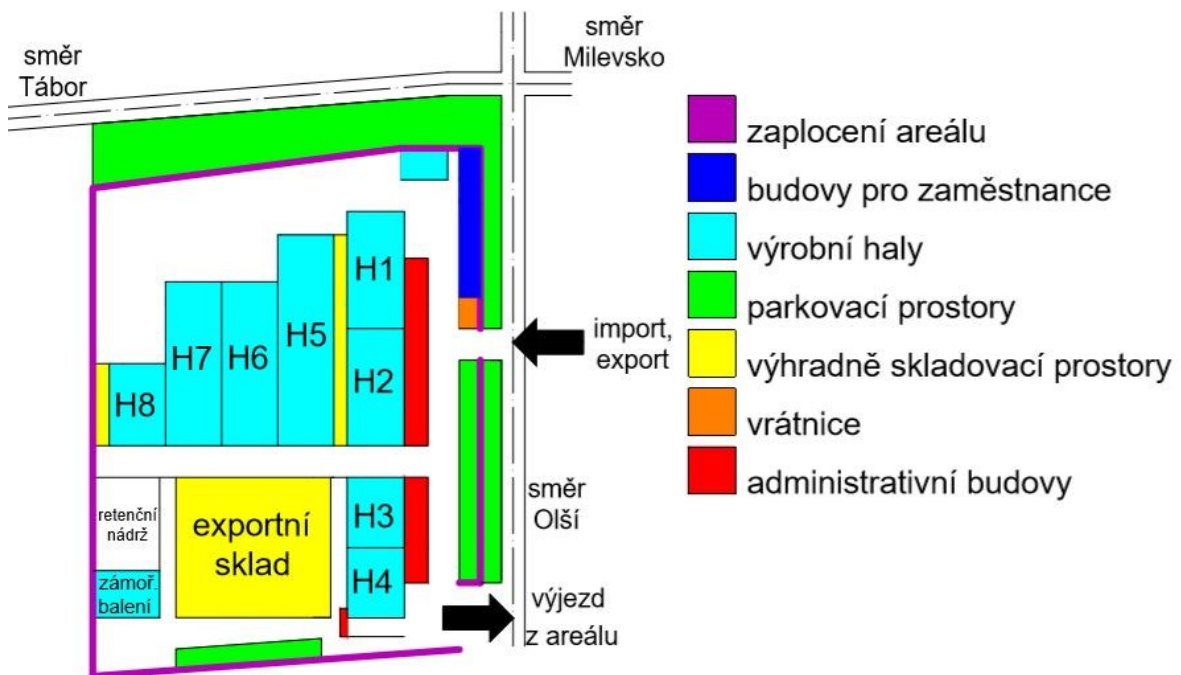 směr
Tábor
směr
Milevsko
H1
H2
H5
H6
H7
H8
import,
export
retenční
nádrž
zámoř.
balení
exportní
sklad
H3
H4
směr
Olší
výjezd
z areálu
zaplocení areálu
budovy pro zaměstnance
výrobní haly
parkovací prostory
výhradně skladovací prostory
vrátnice
administrativní budovy